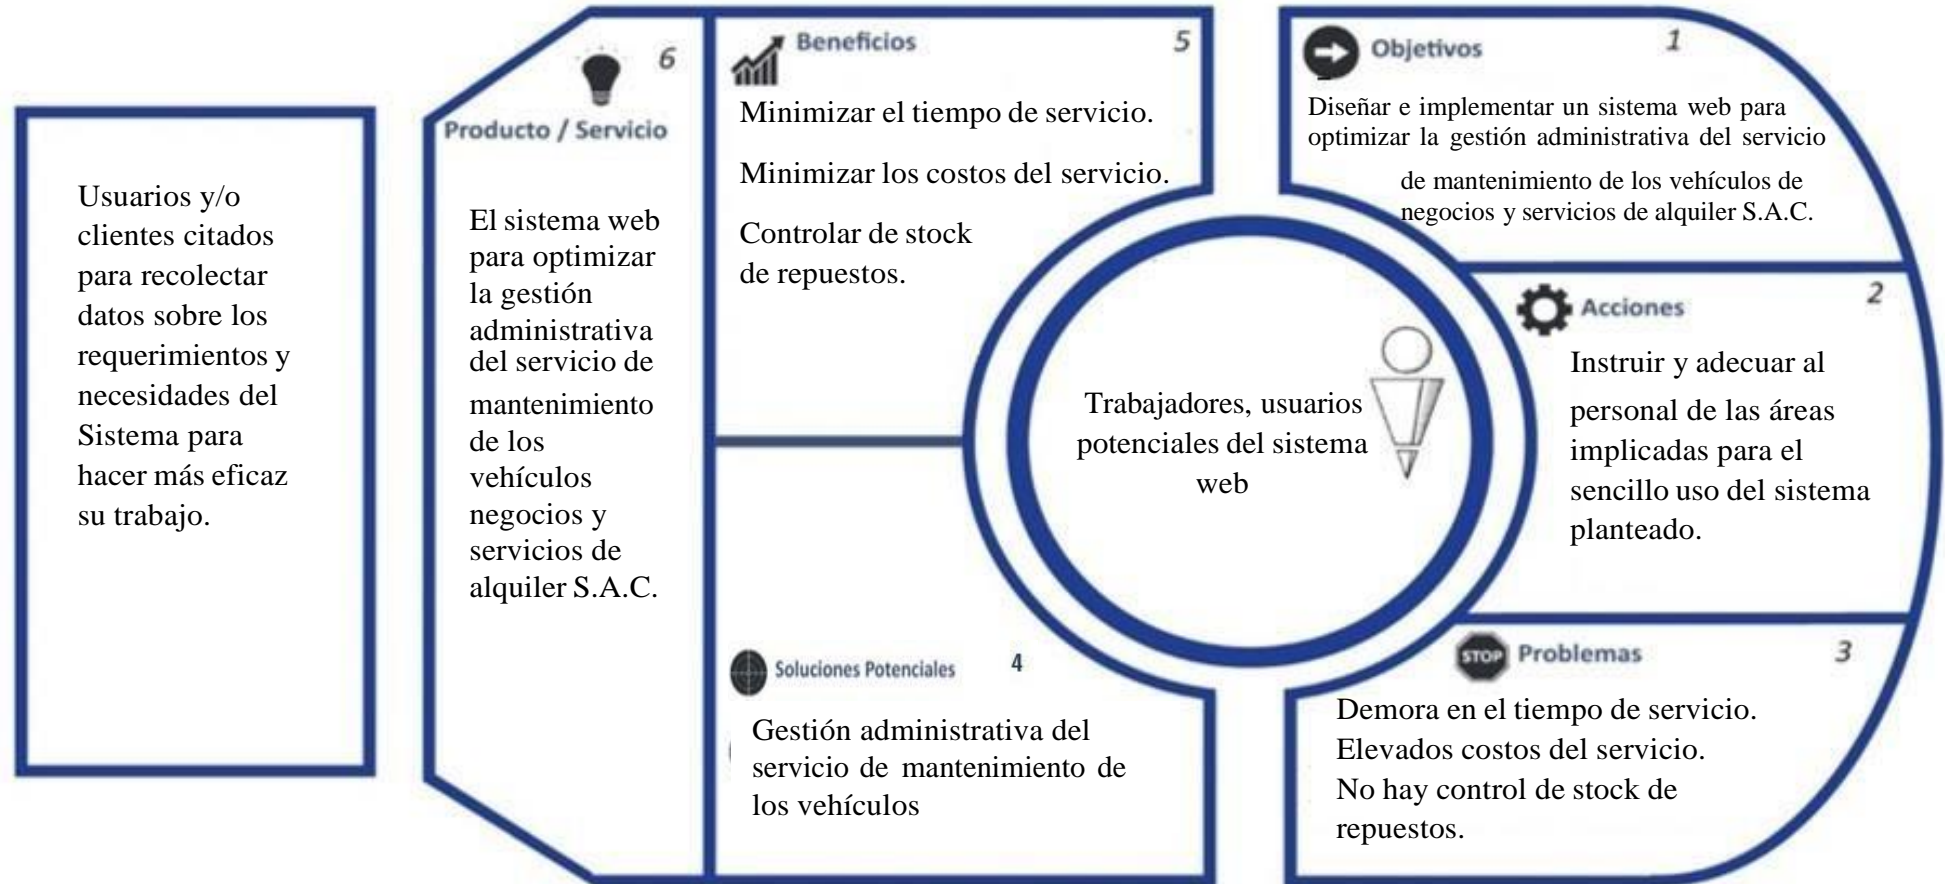 Usuarios y/o
clientes citados
para recolectar
datos sobre los
requerimientos y
necesidades del
Sistema para
hacer más eficaz
su trabajo.
6
Producto / Servicio
El sistema web
para optimizar
la gestión
administrativa
del servicio de
mantenimiento
de los
vehículos
negocios y
servicios de
alquiler S.A.C.
Beneficios 5
Minimizar el tiempo de servicio.
Minimizar los costos del servicio.
Controlar de stock
de repuestos.
Soluciones Potenciales 4
Gestión administrativa del
servicio de mantenimiento de
los vehículos
Trabajadores, usuarios
potenciales del sistema
web
Objetivos 1
Diseñar e implementar un sistema web para
optimizar la gestión administrativa del servicio
de mantenimiento de los vehículos de
negocios y servicios de alquiler S.A.C.
Acciones 2
Instruir y adecuar al
personal de las áreas
implicadas para el
sencillo uso del sistema
planteado.
STOP Problemas 3
Demora en el tiempo de servicio.
Elevados costos del servicio.
No hay control de stock de
repuestos.